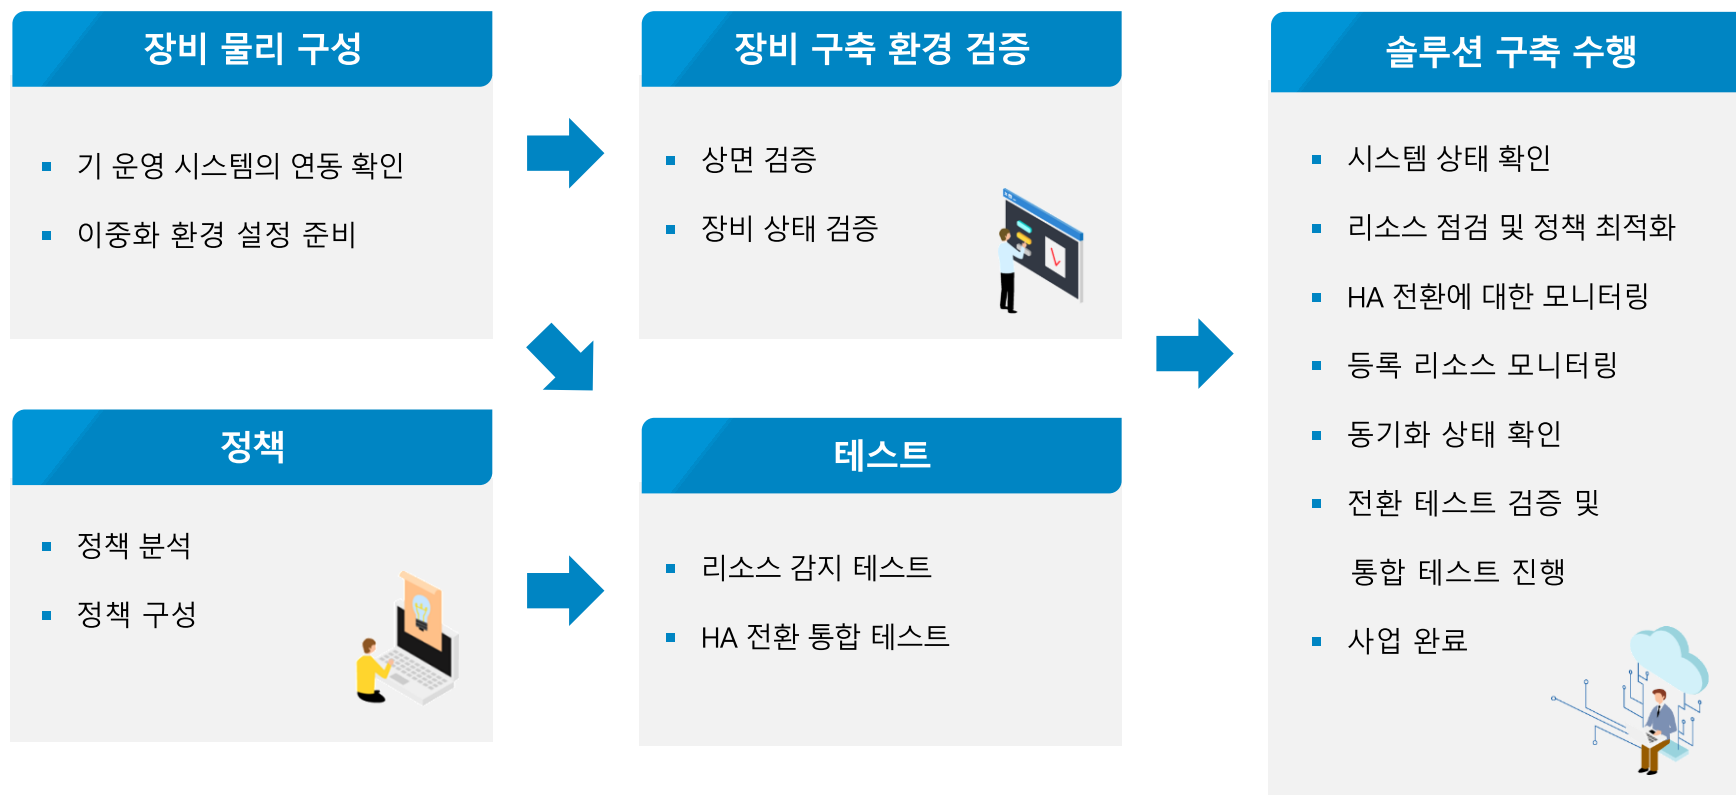 장비 물리 구성
기 운영 시스템의 연동 확인
이중화 환경 설정 준비
장비 구축 환경 검증
상면 검증
장비 상태 검증
정책
정책 분석
정책 구성
테스트
리소스 감지 테스트
HA 전환 통합 테스트
솔루션 구축 수행
시스템 상태 확인
리소스 점검 및 정책 최적화
HA 전환에 대한 모니터링
등록 리소스 모니터링
동기화 상태 확인
전환 테스트 검증 및
통합 테스트 진행
사업 완료